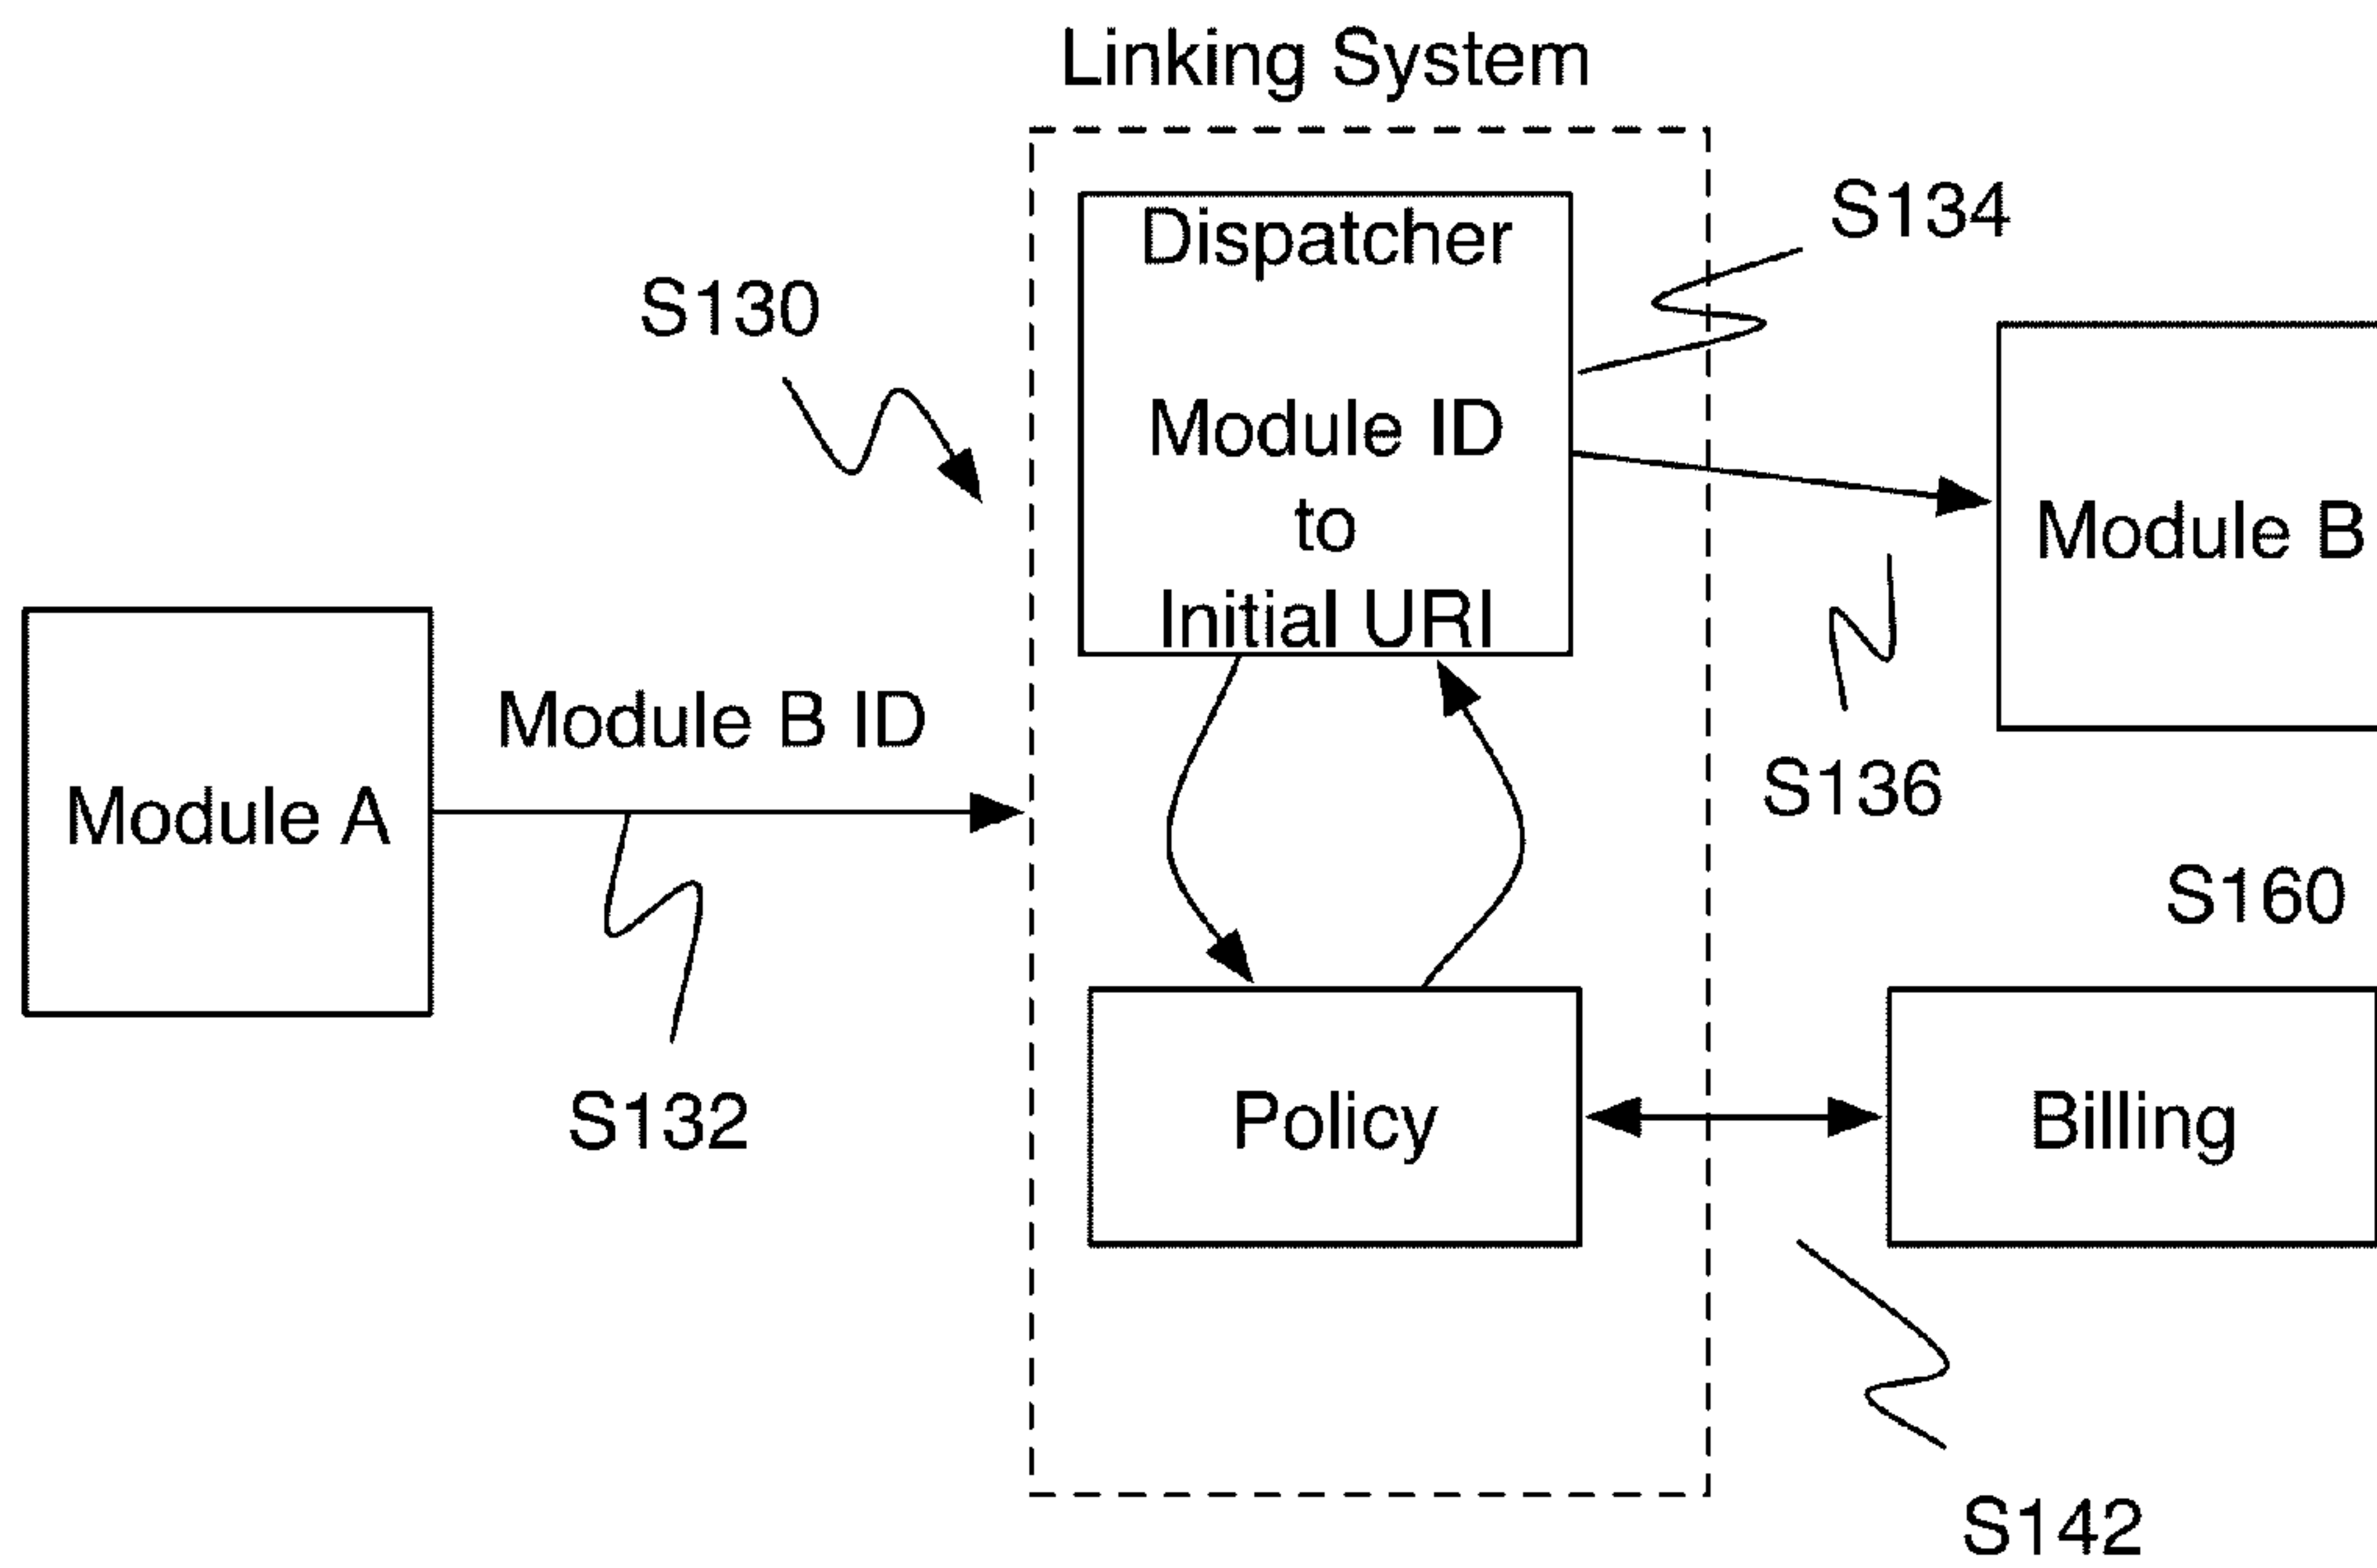 Linking System
Dispatcher
Module ID
to
Initial URI
S134
S130
Module B
Module A
Module B ID
S136
S132
S160
Policy
Billing
S142